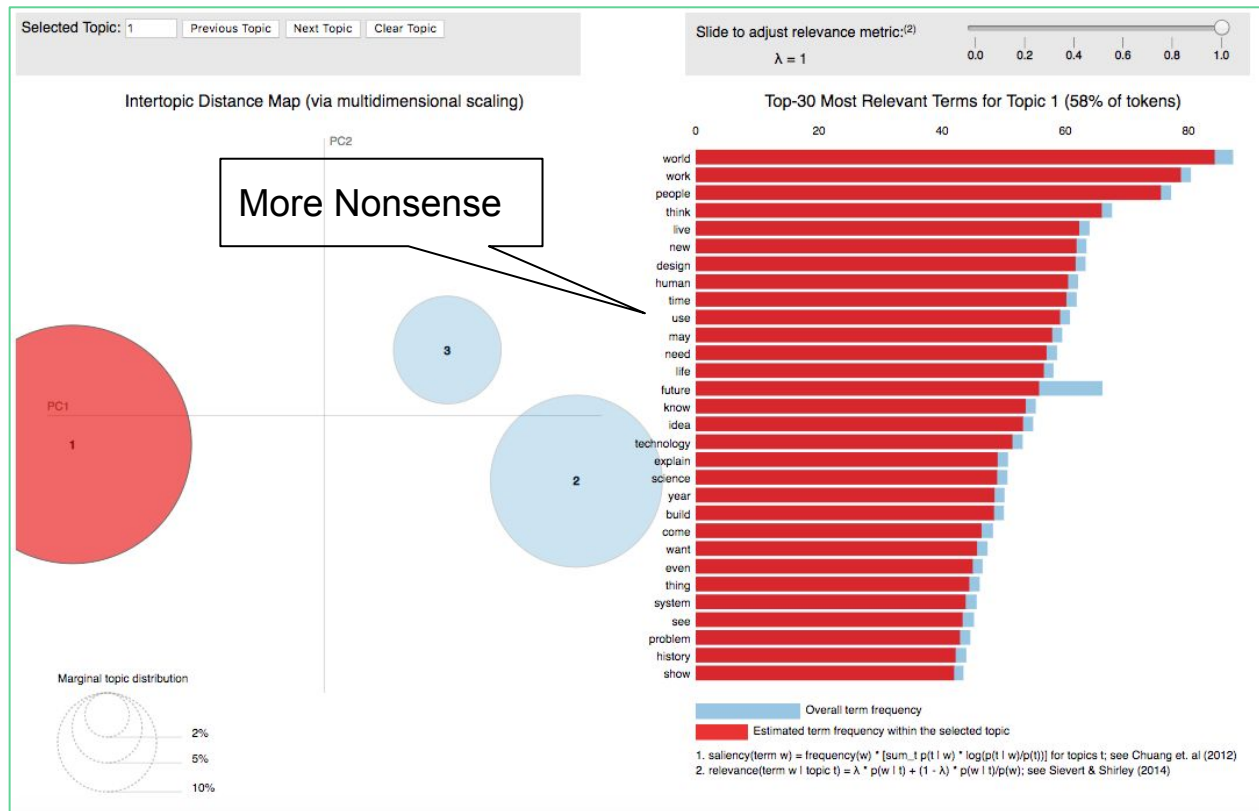 Selected Topic: 1 Previous Topic Next Topic Clear Topic
Slide to adjust relevance metric:(2)
λ = 1
0.0 0.2 0.4 0.6 0.8 1.0
Intertopic Distance Map (via multidimensional scaling)
PC2
PC1
More Nonsense
1
3
2
Marginal topic distribution
2%
5%
10%
Top-30 Most Relevant Terms for Topic 1 (58% of tokens)
0 20 40 60 80
world
work
people
think
live
new
design
human
time
use
may
need
life
future
know
idea
technology
explain
science
year
build
come
want
even
thing
system
see
problem
history
show
Overall term frequency
Estimated term frequency within the selected topic
1. saliency(term w) = frequency(w) * [sum_t p(t | w) * log(p(t | w)/p(t))] for topics t; see Chuang et. al (2012)
2. relevance(term w | topic t) = λ * p(w | t) + (1 - λ) * p(w | t)/p(w); see Sievert & Shirley (2014)